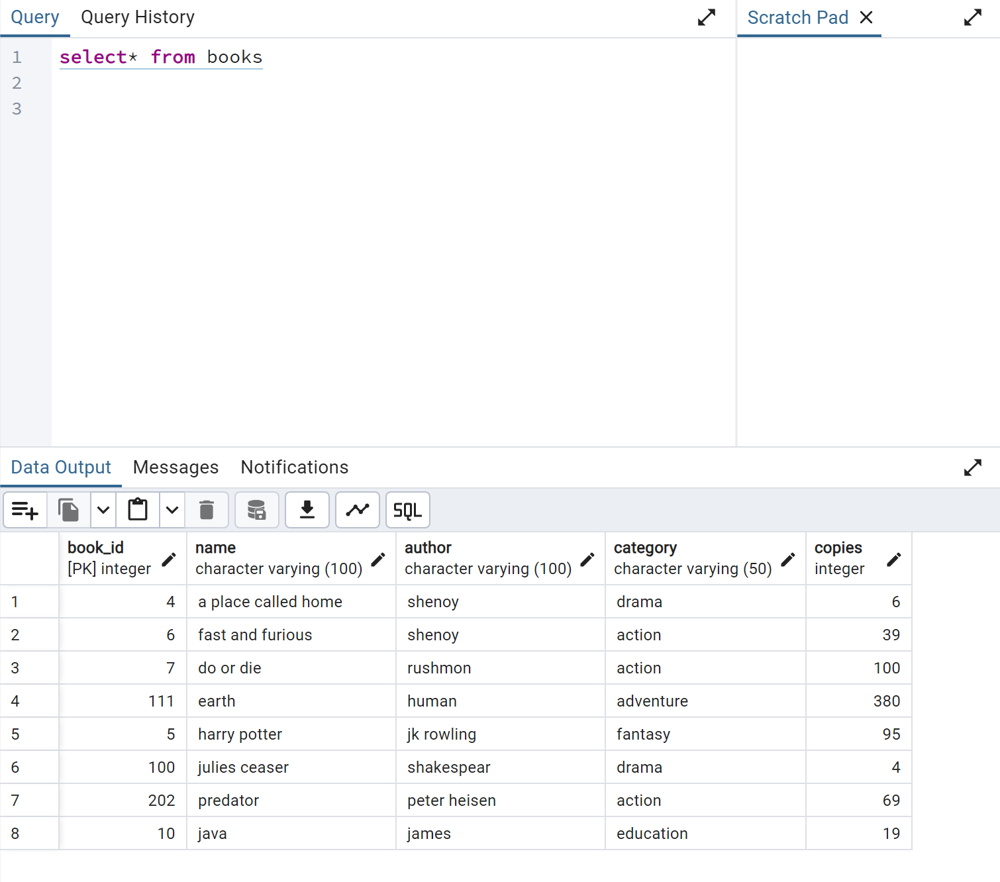 Query Query History Scratch Pad
1 select* from books
2
3
Data Output Messages Notifications
SQL
book_id name author category copies
[PK] integer character varying (100) character varying (100) character varying (50) integer
1 4 a place called home shenoy drama 6
2 6 fast and furious shenoy action 39
3 7 do or die rushmon action 100
4 111 earth human adventure 380
5 5 harry potter jk rowling fantasy 95
6 100 julies ceaser shakespear drama 4
7 202 predator peter heisen action 69
8 10 java james education 19